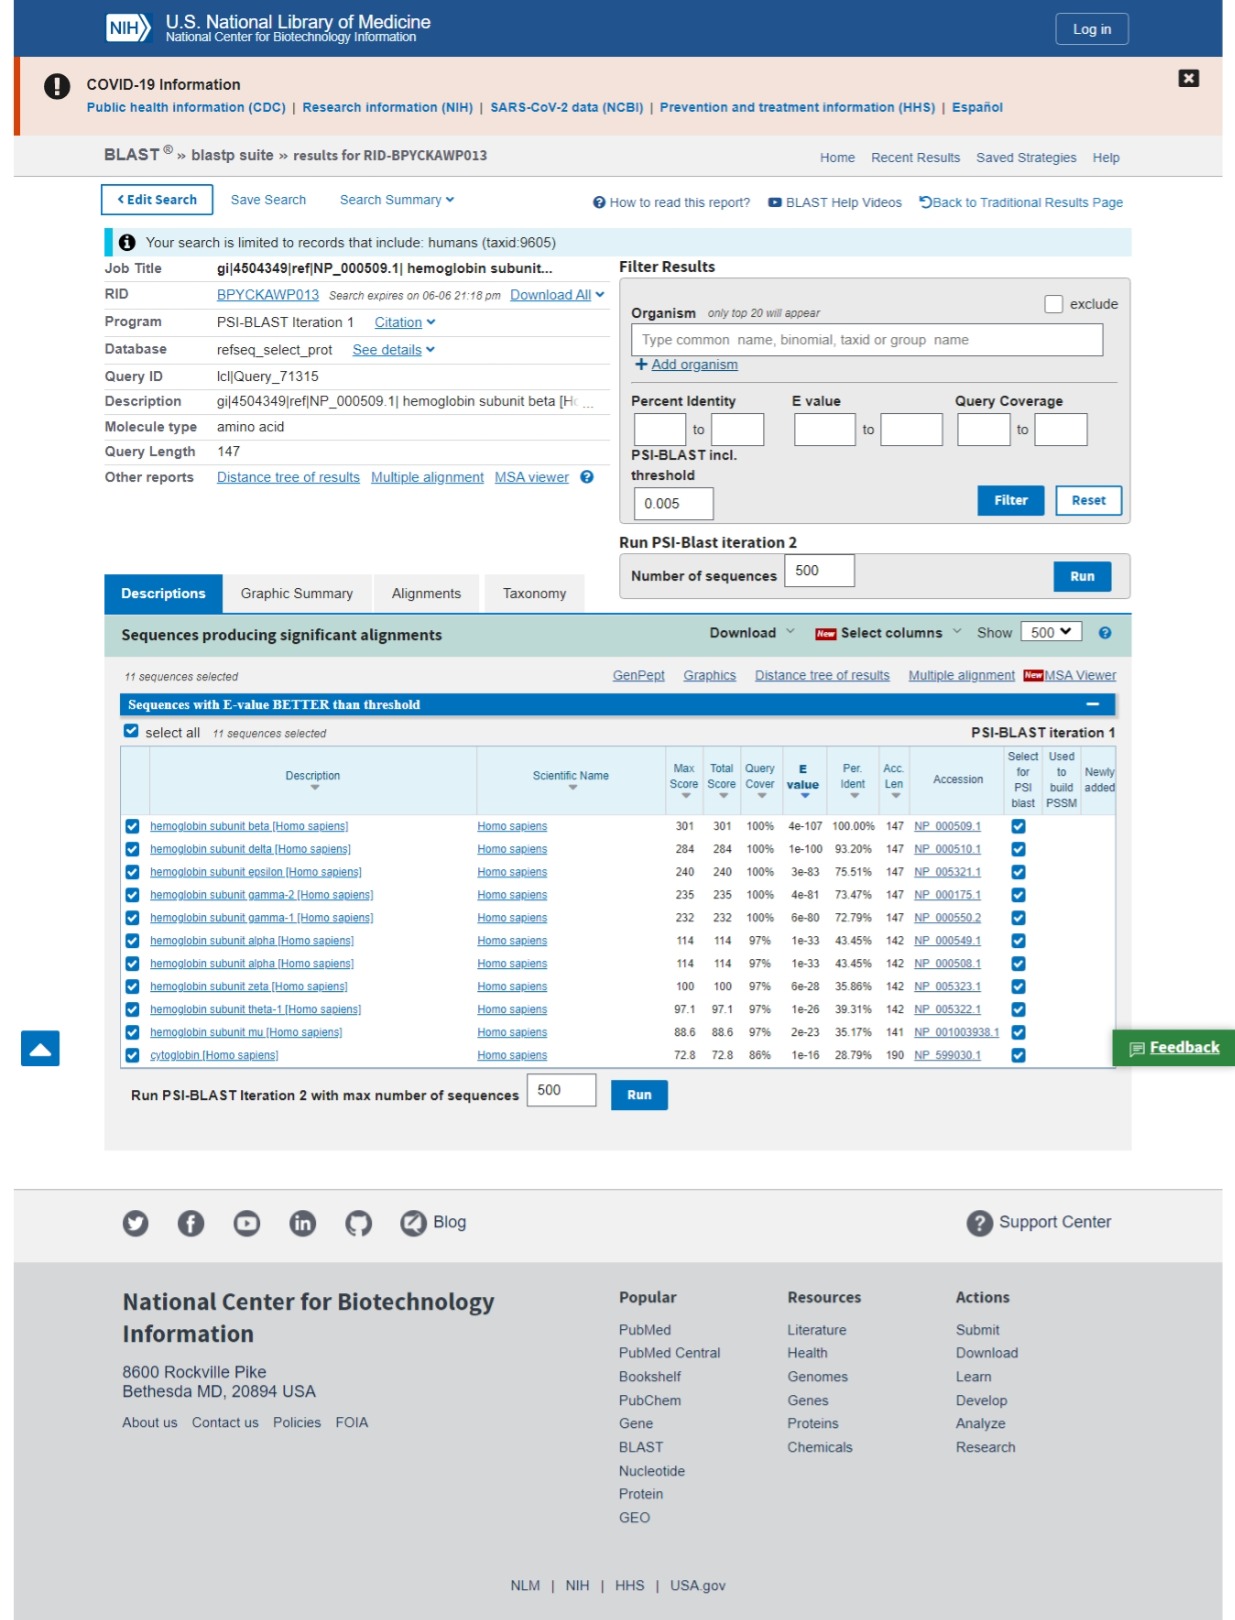 NIH U.S. National Library of Medicine
National Center for Biotechnology Information
Log in
COVID-19 Information
Public health information (CDC) | Research information (NIH) | SARS-CoV-2 data (NCBI) | Prevention and treatment information (HHS) | Español
BLAST ® » blastp suite » results for RID-BPYCKAWP013
Home Recent Results Saved Strategies Help
Edit Search Save Search Search Summary
How to read this report? BLAST Help Videos Back to Traditional Results Page
Your search is limited to records that include: humans (taxid:9605)
Job Title gi|4504349|ref|NP_000509.1| hemoglobin subunit...
RID BPYCKAWP013 Search expires on 06-06 21:18 pm Download All
Program PSI-BLAST Iteration 1 Citation
Database refseq_select_prot See details
Query ID lcl|Query_71315
Description gi|4504349|ref|NP_000509.1| hemoglobin subunit beta [Ho ...
Molecule type amino acid
Query Length 147
Other reports Distance tree of results Multiple alignment MSA viewer
Filter Results
Organism only top 20 will appear exclude
Type common name, binomial, taxid or group name
+ Add organism
Percent Identity E value Query Coverage
to to to
PSI-BLAST incl.
threshold
0.005
Filter Reset
Run PSI-Blast iteration 2
Number of sequences 500 Run
Descriptions Graphic Summary Alignments Taxonomy
Sequences producing significant alignments Download New Select columns Show 500
11 sequences selected GenPept Graphics Distance tree of results Multiple alignment New MSA Viewer
Sequences with E-value BETTER than threshold
select all 11 sequences selected PSI-BLAST iteration 1
Description Scientific Name Max Score Total Score Query Cover E value Per. Ident Acc. Len Accession Select for PSI blast Used to build PSSM Newly added
hemoglobin subunit beta [Homo sapiens] Homo sapiens 301 301 100% 4e-107 100.00% 147 NP_000509.1
hemoglobin subunit delta [Homo sapiens] Homo sapiens 284 284 100% 1e-100 93.20% 147 NP_000510.1
hemoglobin subunit epsilon [Homo sapiens] Homo sapiens 240 240 100% 3e-83 75.51% 147 NP_005321.1
hemoglobin subunit gamma-2 [Homo sapiens] Homo sapiens 235 235 100% 4e-81 73.47% 147 NP_000175.1
hemoglobin subunit gamma-1 [Homo sapiens] Homo sapiens 232 232 100% 6e-80 72.79% 147 NP_000550.2
hemoglobin subunit alpha [Homo sapiens] Homo sapiens 114 114 97% 1e-33 43.45% 142 NP_000549.1
hemoglobin subunit alpha [Homo sapiens] Homo sapiens 114 114 97% 1e-33 43.45% 142 NP_000508.1
hemoglobin subunit zeta [Homo sapiens] Homo sapiens 100 100 97% 6e-28 35.86% 142 NP_005323.1
hemoglobin subunit theta-1 [Homo sapiens] Homo sapiens 97.1 97.1 97% 1e-26 39.31% 142 NP_005322.1
hemoglobin subunit mu [Homo sapiens] Homo sapiens 88.6 88.6 97% 2e-23 35.17% 141 NP_001003938.1
cytoglobin [Homo sapiens] Homo sapiens 72.8 72.8 86% 1e-16 28.79% 190 NP_599030.1
Feedback
Run PSI-BLAST Iteration 2 with max number of sequences 500 Run
Blog Support Center
National Center for Biotechnology
Information
8600 Rockville Pike
Bethesda MD, 20894 USA
About us Contact us Policies FOIA
Popular
PubMed
PubMed Central
Bookshelf
PubChem
Gene
BLAST
Nucleotide
Protein
GEO
Resources
Literature
Health
Genomes
Genes
Proteins
Chemicals
Actions
Submit
Download
Learn
Develop
Analyze
Research
NLM | NIH | HHS | USA.gov